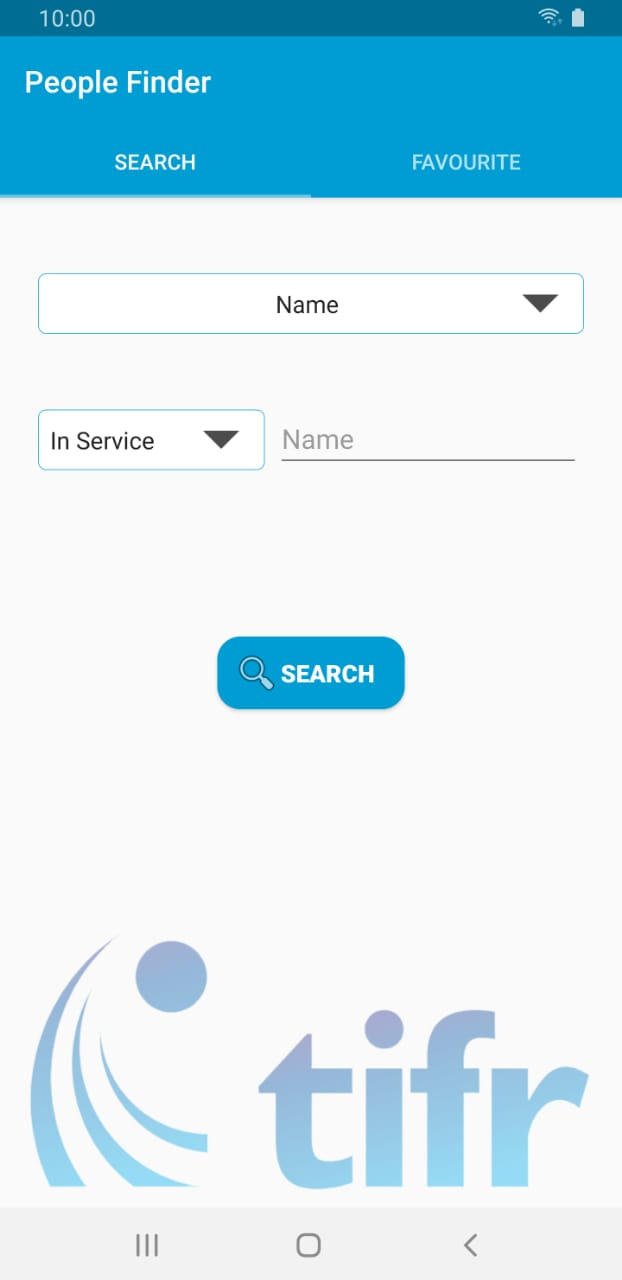 10:00
People Finder
SEARCH FAVOURITE
Name
In Service Name
SEARCH
tifr